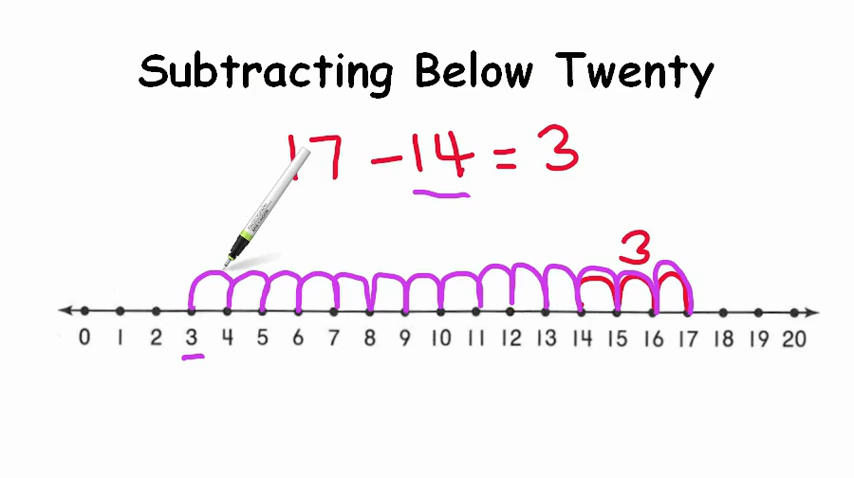 Subtracting Below Twenty
17 - 14 = 3
3
0 1 2 3 4 5 6 7 8 9 10 11 12 13 14 15 16 17 18 19 20